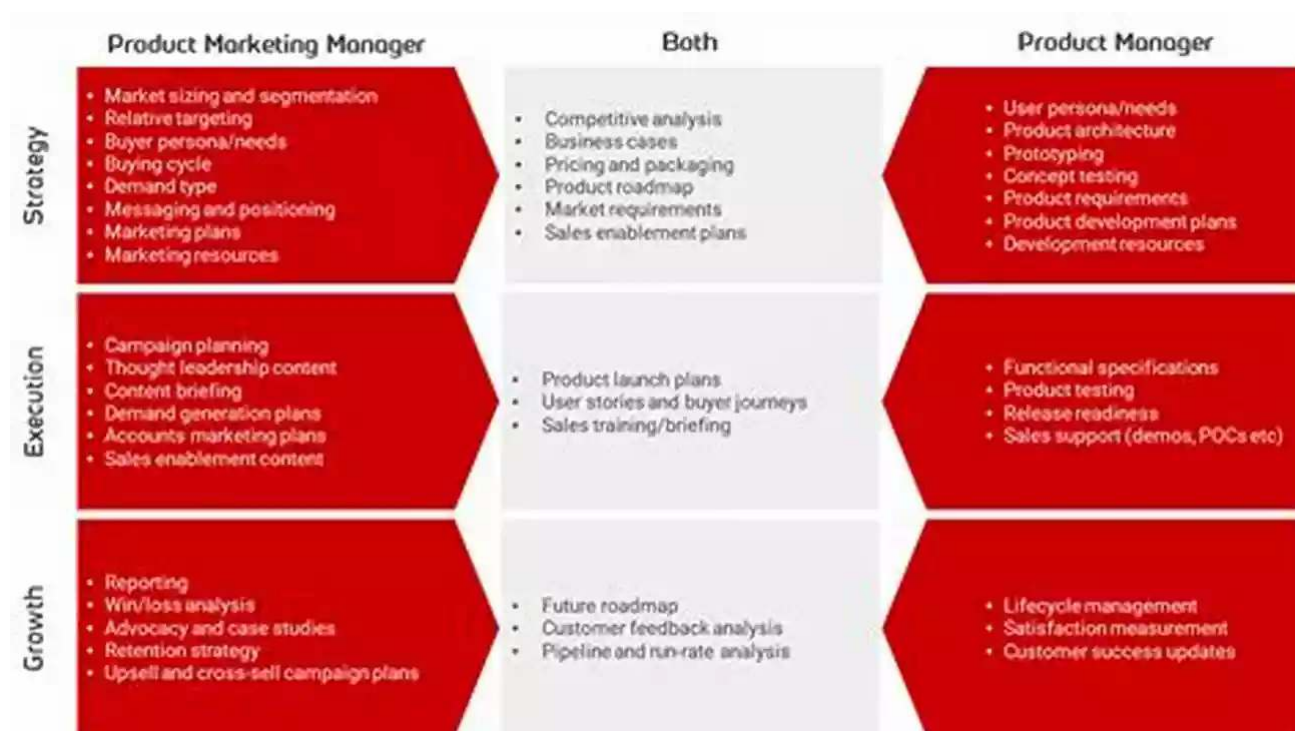 Product Marketing Manager
Both
Product Manager
Strategy
• Market sizing and segmentation
• Relative targeting
• Buyer persona/needs
• Buying cycle
• Demand type
• Messaging and positioning
• Marketing plans
• Marketing resources
• Competitive analysis
• Business cases
• Pricing and packaging
• Product roadmap
• Market requirements
• Sales enablement plans
• User persona/needs
• Product architecture
• Prototyping
• Concept testing
• Product requirements
• Product development plans
• Development resources
Execution
• Campaign planning
• Thought leadership content
• Content briefing
• Demand generation plans
• Accounts marketing plans
• Sales enablement content
• Product launch plans
• User stories and buyer journeys
• Sales training/briefing
• Functional specifications
• Product testing
• Release readiness
• Sales support (demos, POCs etc)
Growth
• Reporting
• Win/loss analysis
• Advocacy and case studies
• Retention strategy
• Upsell and cross-sell campaign plans
• Future roadmap
• Customer feedback analysis
• Pipeline and run-rate analysis
• Lifecycle management
• Satisfaction measurement
• Customer success updates